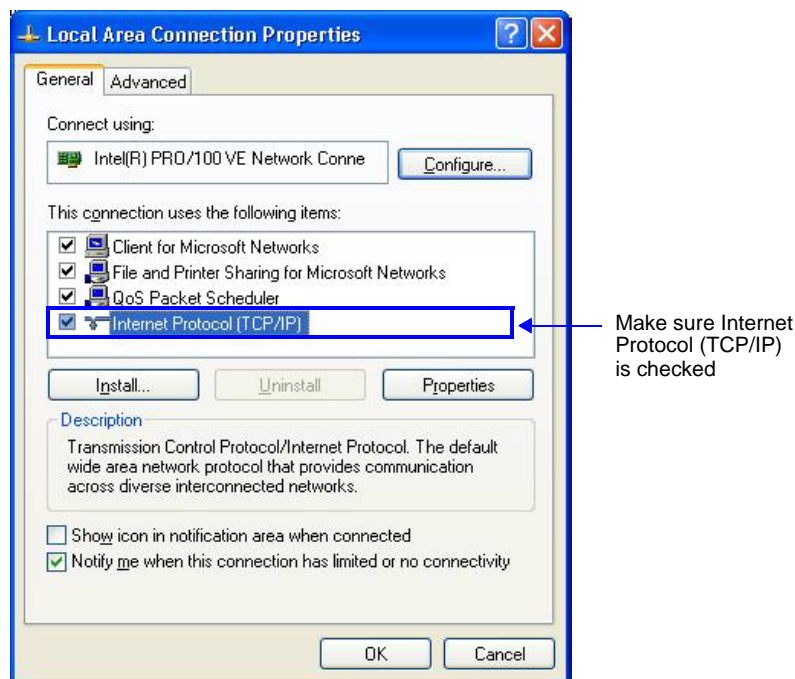 Local Area Connection Properties
General Advanced
Connect using:
Intel(R) PRO/100 VE Network Conne
Configure...
This connection uses the following items:
Client for Microsoft Networks
File and Printer Sharing for Microsoft Networks
QoS Packet Scheduler
Internet Protocol (TCP/IP)
Make sure Internet
Protocol (TCP/IP)
is checked
Install... Uninstall Properties
Description
Transmission Control Protocol/Internet Protocol. The default
wide area network protocol that provides communication
across diverse interconnected networks.
Show icon in notification area when connected
Notify me when this connection has limited or no connectivity
OK Cancel